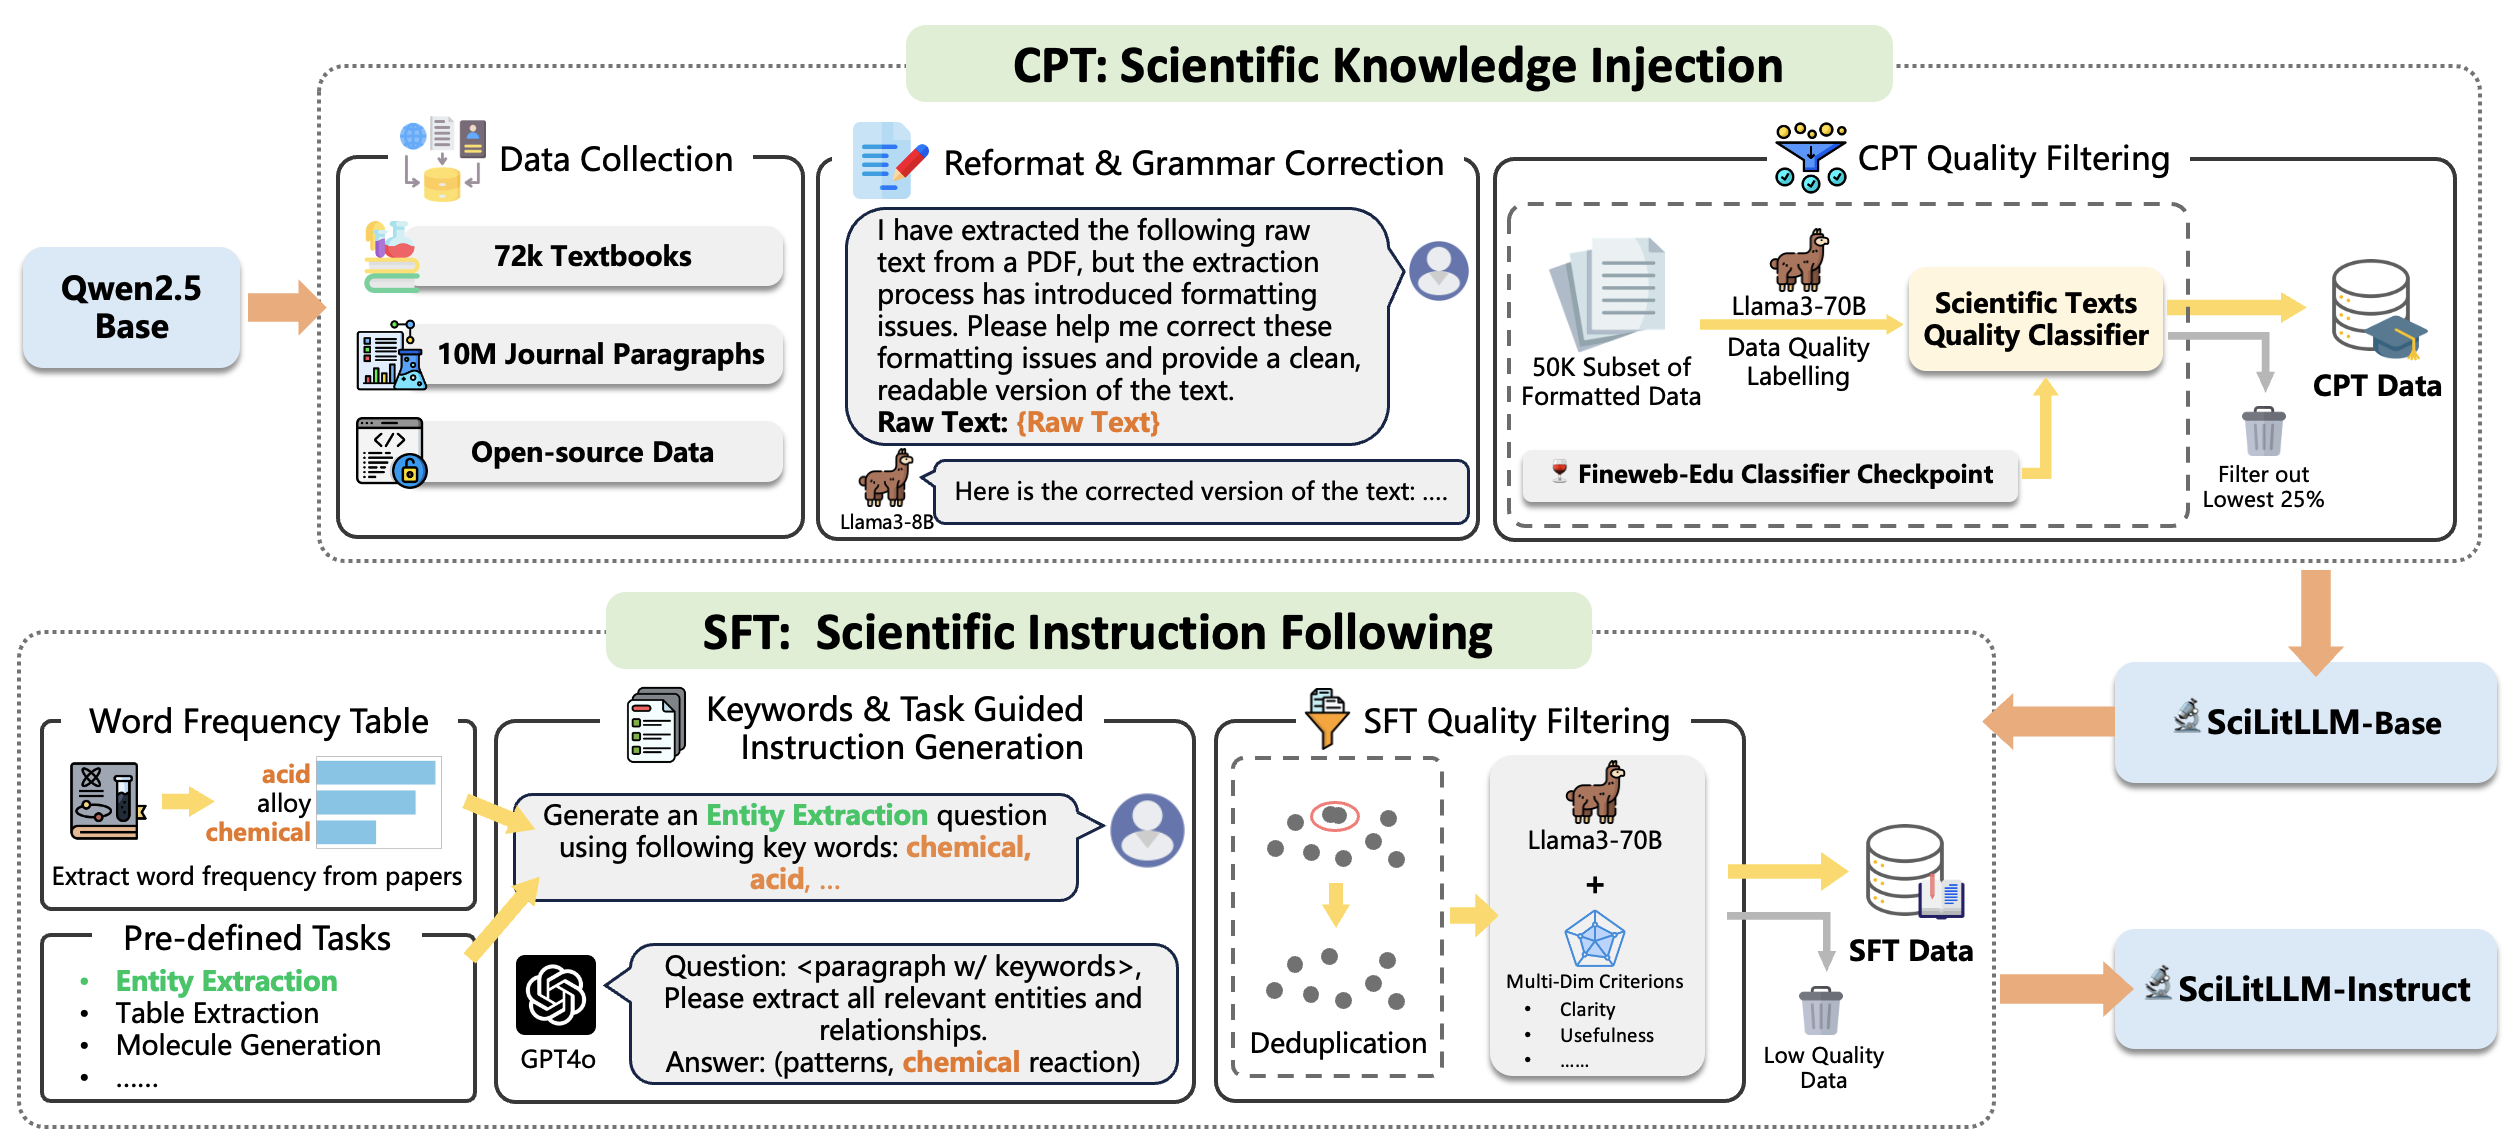 CPT: Scientific Knowledge Injection
Qwen2.5
Base
Data Collection
72k Textbooks
10M Journal Paragraphs
Open-source Data
Reformat & Grammar Correction
I have extracted the following raw
text from a PDF, but the extraction
process has introduced formatting
issues. Please help me correct these
formatting issues and provide a clean,
readable version of the text.
Raw Text: {Raw Text}
Llama3-8B
Here is the corrected version of the text: ....
CPT Quality Filtering
50K Subset of
Formatted Data
Llama3-70B
Data Quality
Labelling
Scientific Texts
Quality Classifier
Fineweb-Edu Classifier Checkpoint
CPT Data
Filter out
Lowest 25%
SFT: Scientific Instruction Following
Word Frequency Table
acid
alloy
chemical
Extract word frequency from papers
Pre-defined Tasks
• Entity Extraction
• Table Extraction
• Molecule Generation
• ......
Keywords & Task Guided
Instruction Generation
Generate an Entity Extraction question
using following key words: chemical,
acid, ...
GPT4o
Question: <paragraph w/ keywords>,
Please extract all relevant entities and
relationships.
Answer: (patterns, chemical reaction)
SFT Quality Filtering
Deduplication
Llama3-70B
+
Multi-Dim Criterions
• Clarity
• Usefulness
• ......
SFT Data
Low Quality
Data
SciLitLLM-Base
SciLitLLM-Instruct